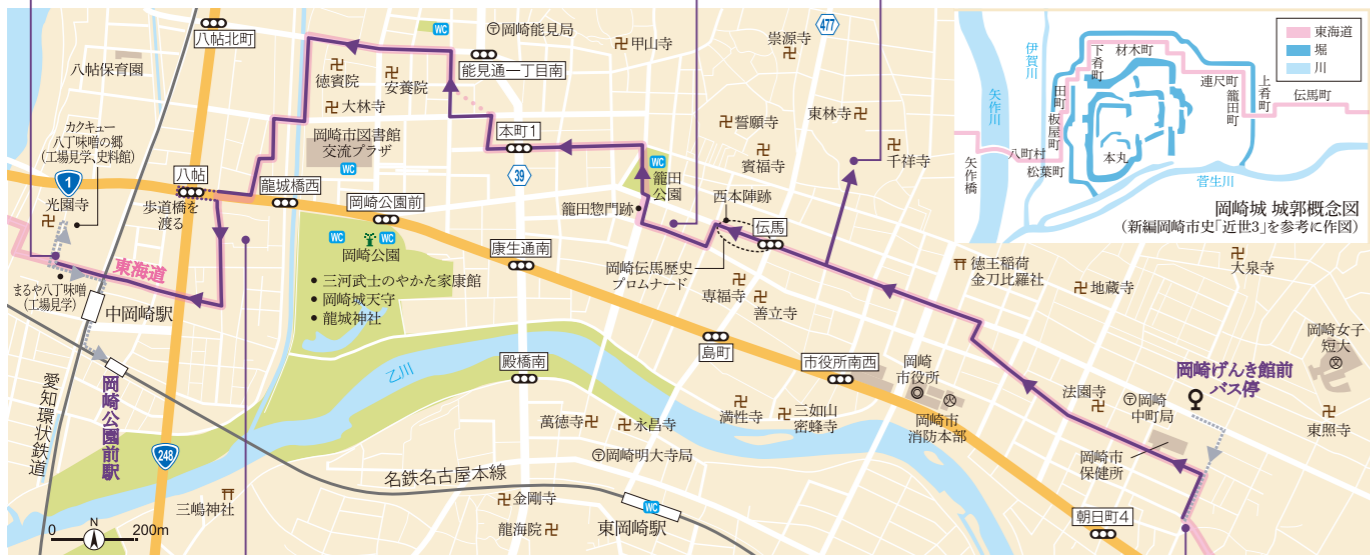 八帖北町
八帖保育園
カクキュー
八丁味噌の郷
(工場見学、史料館)
1
光圀寺
八帖
歩道橋を
渡る
東海道
まるや八丁味噌
(工場見学)
中岡崎駅
愛知環状鉄道
岡崎公園前駅
248
三嶋神社
0
N
200m
徳賓院
安養院
大林寺
岡崎市図書館
交流プラザ
WC
龍城橋西
岡崎公園前
WC
WC
岡崎公園
• 三河武士のやかた家康館
• 岡崎城天守
• 龍城神社
乙川
名鉄名古屋本線
WC
岡崎能見局
能見通一丁目南
本町1
39
康生通南
殿橋南
萬徳寺
永昌寺
岡崎明大寺局
金剛寺
龍海院
WC
東岡崎駅
甲山寺
祟源寺
477
東林寺
誓願寺
賓福寺
千祥寺
WC
籠田
公園
籠田惣門跡
西本陣跡
伝馬
岡崎伝馬歴史
プロムナード
専福寺
善立寺
島町
市役所南西
満性寺
三如山
密蜂寺
岡崎
市役所
岡崎市
消防本部
徳王稲荷
金刀比羅社
地蔵寺
大泉寺
岡崎女子
短大
岡崎げんき館前
バス停
法園寺
岡崎
中町局
岡崎市
保健所
東照寺
朝日町4
東海道
堀
川
伊賀川
矢作川
矢作橋
八町村
松葉町
板屋町
田町
下肴町
材木町
連尺町
籠田町
上肴町
伝馬町
本丸
菅生川
岡崎城 城郭概念図
(新編岡崎市史「近世3」を参考に作図)